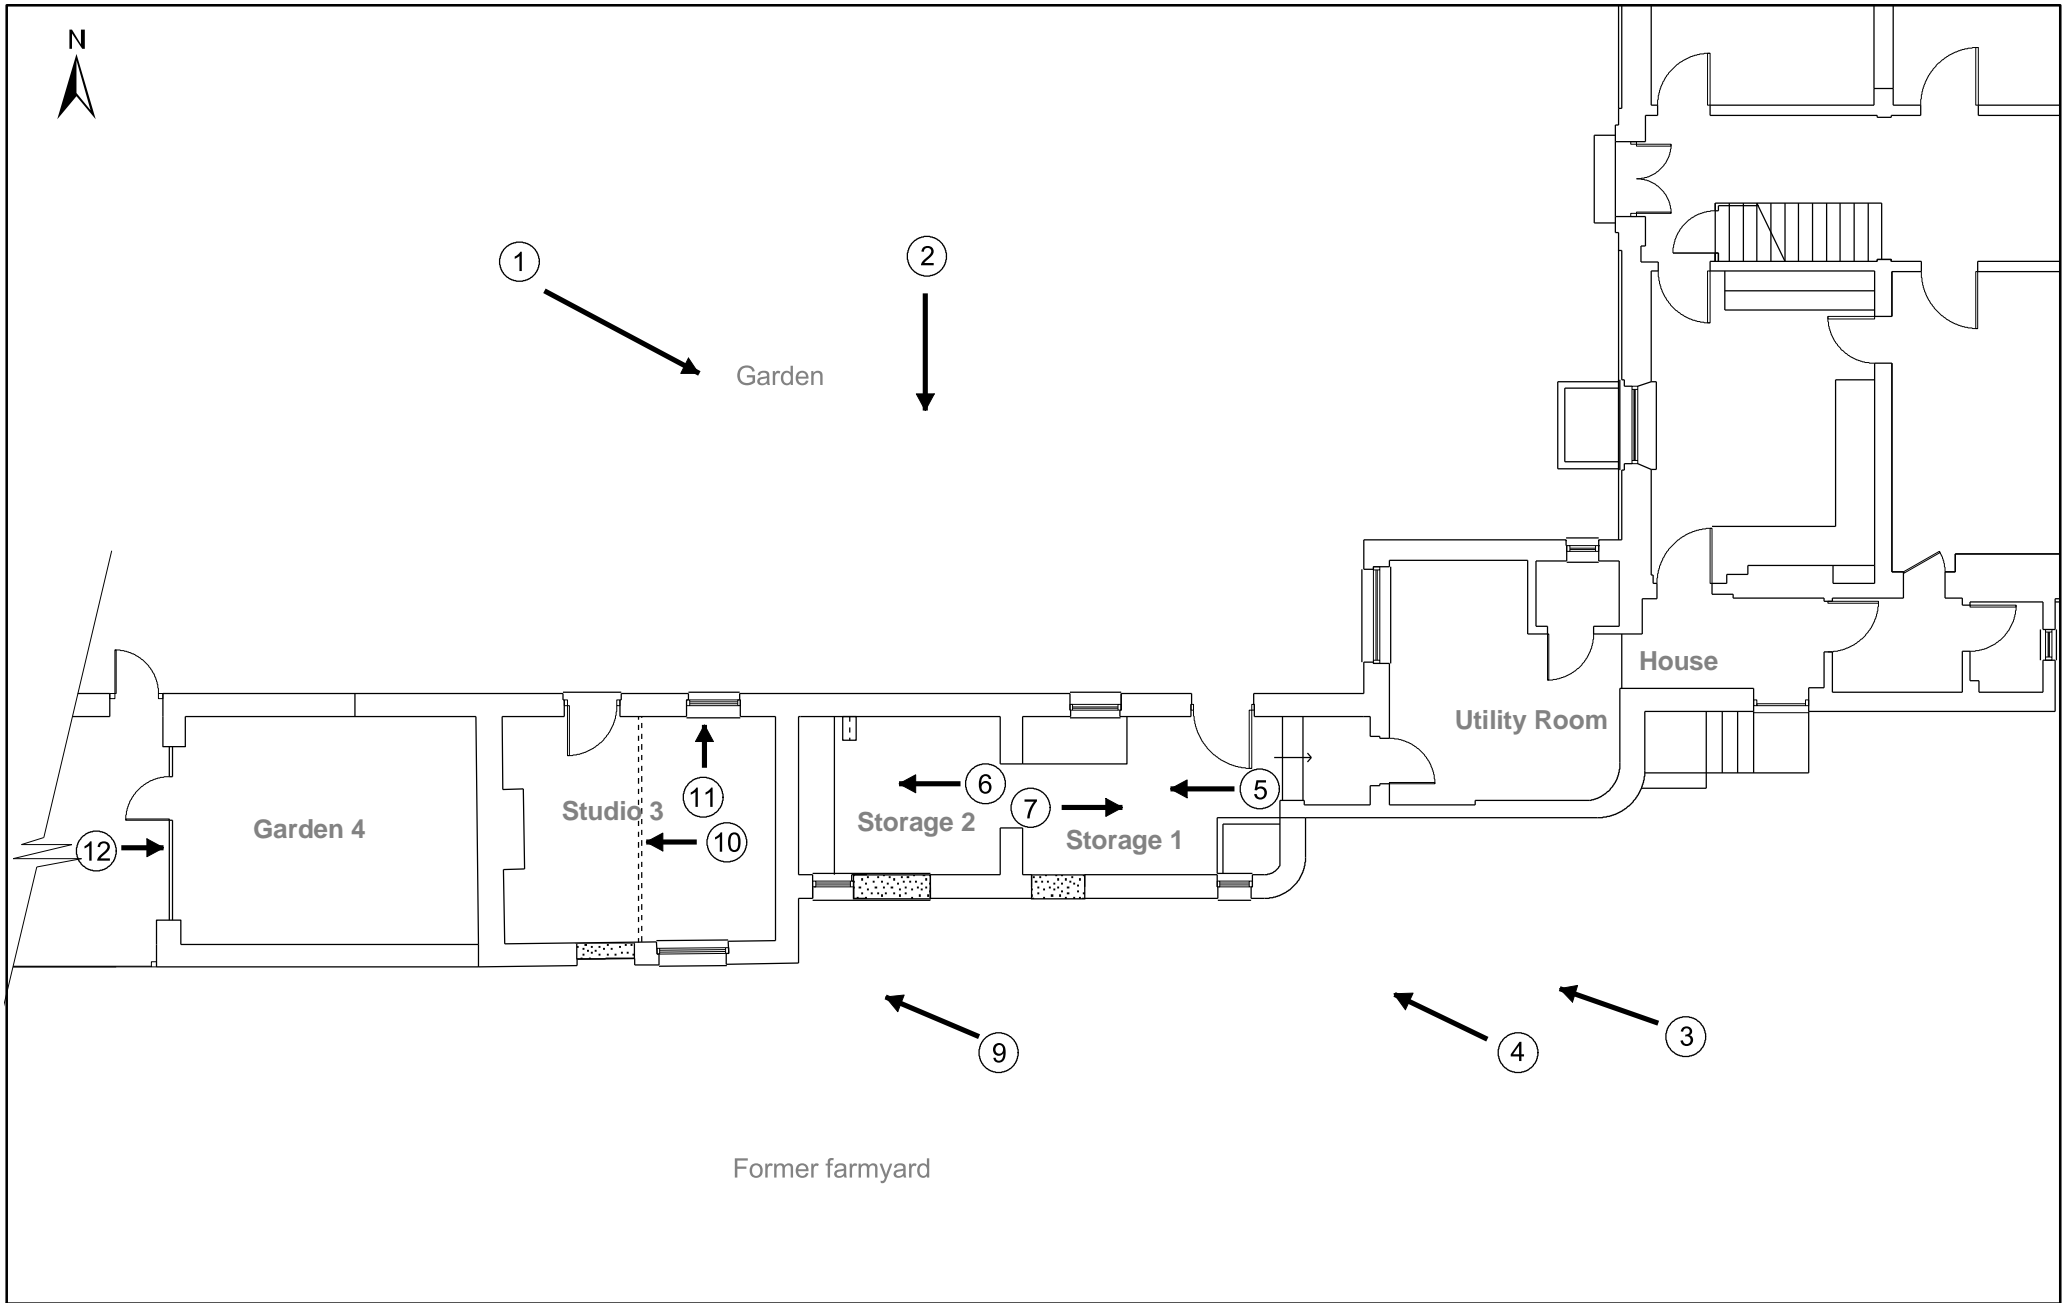 N
1
2
Garden
House
Utility Room
6
5
11
7
Studio 3
Storage 2
Garden 4
Storage 1
12
10
9
4
3
Former farmyard